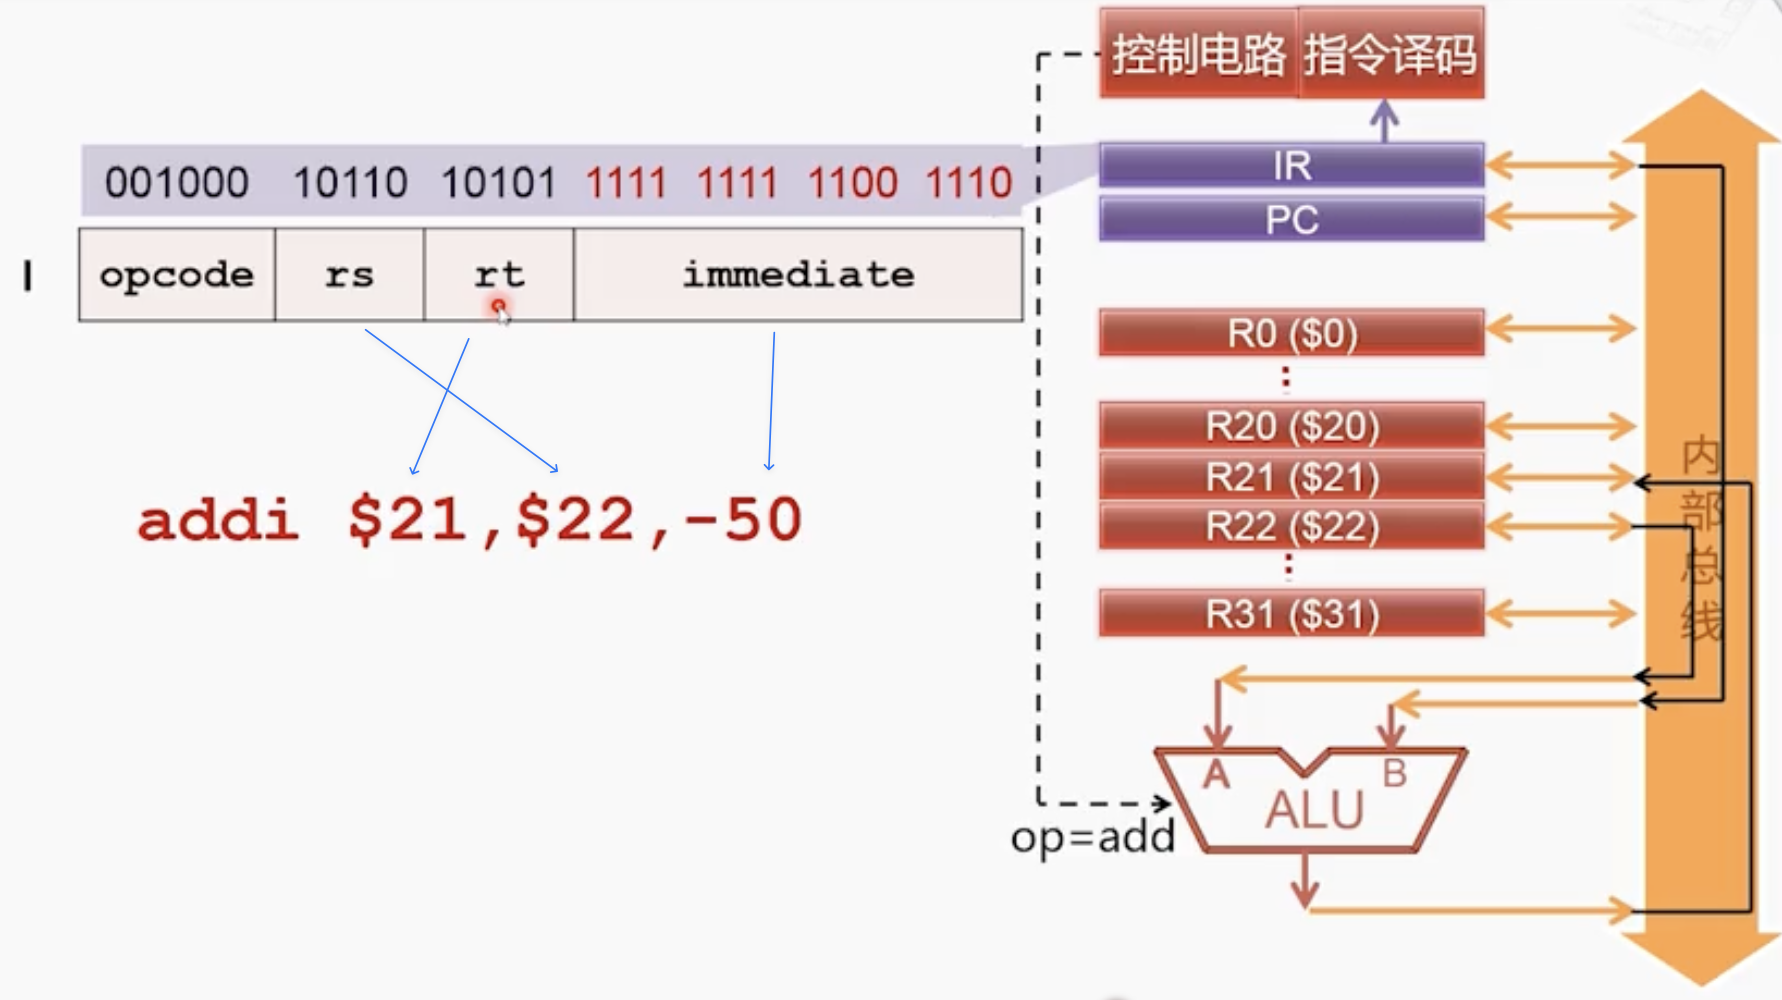 控制电路 指令译码
001000 10110 10101 1111 1111 1100 1110
IR
PC
I opcode rs rt immediate
R0 ($0)
R20 ($20)
R21 ($21)
R22 ($22)
R31 ($31)
内部总线
addi $21,$22,-50
A B
ALU
op=add